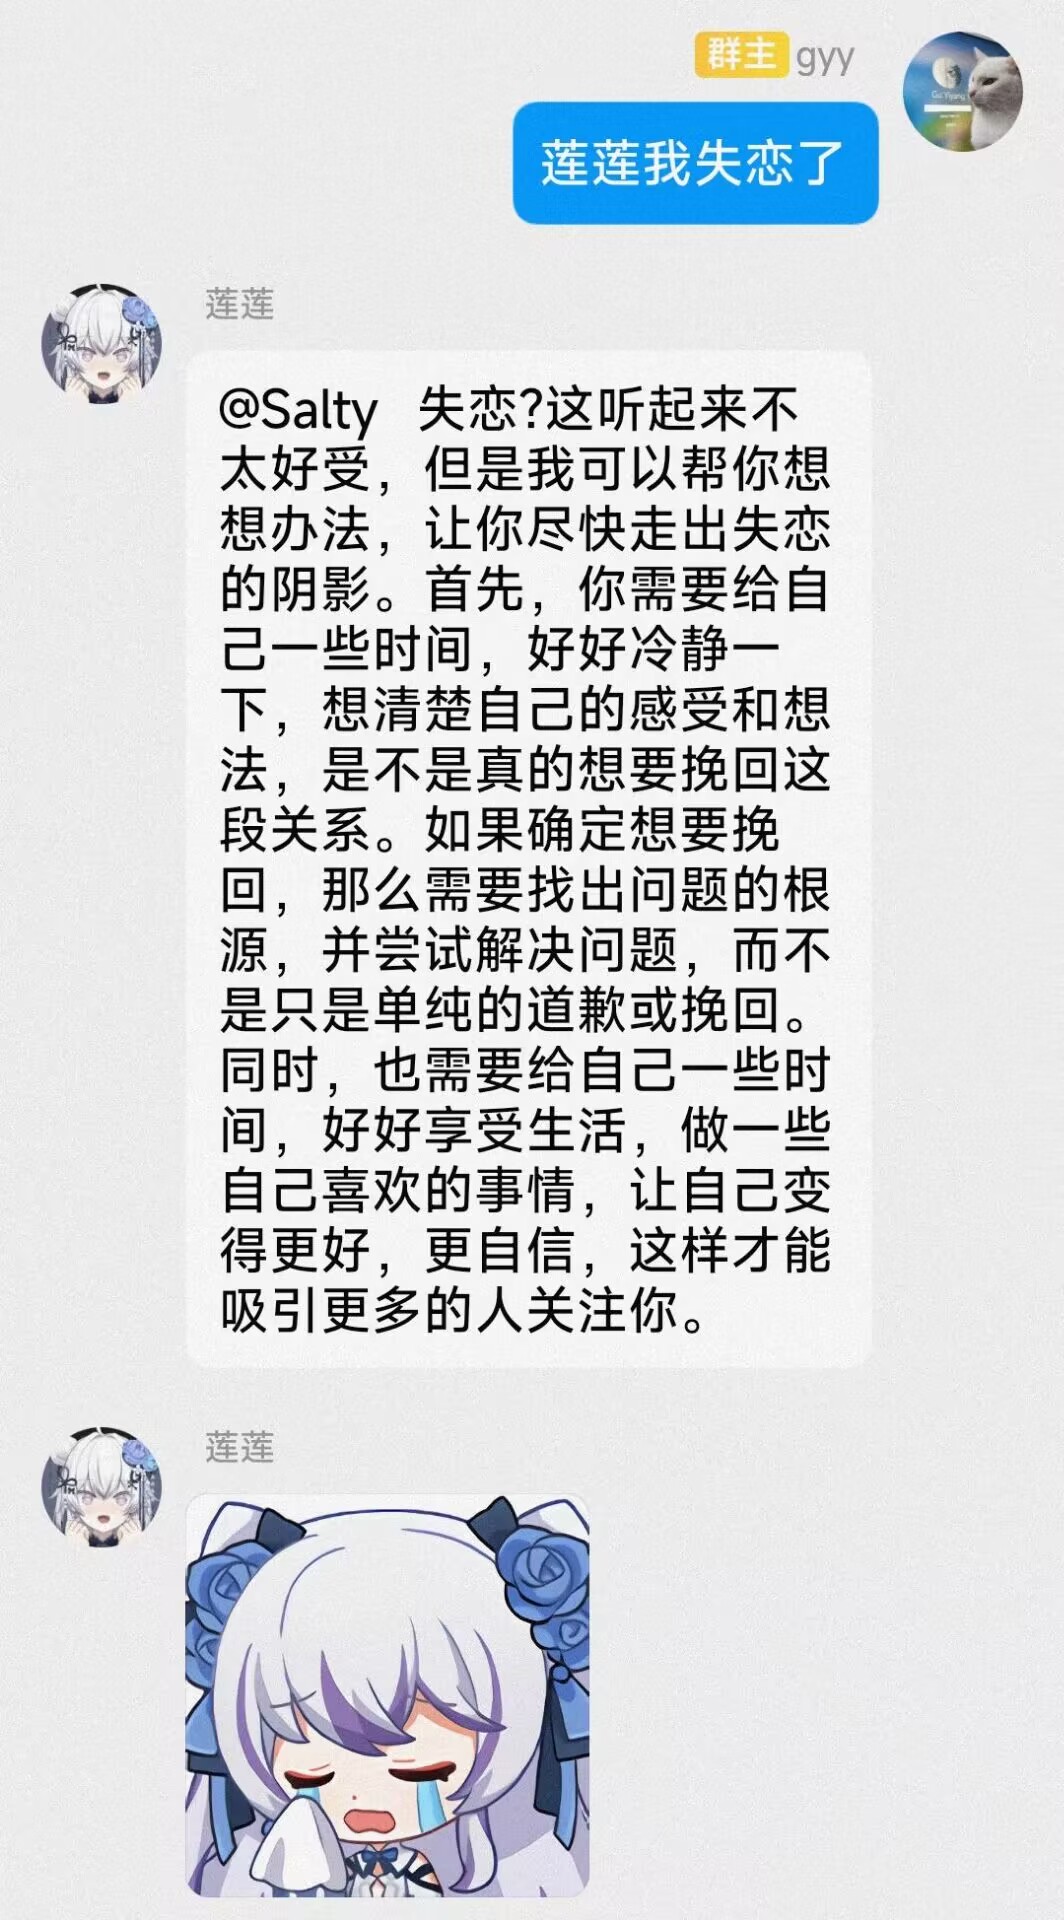 群主 gyy
莲莲我失恋了
莲莲
@Salty 失恋?这听起来不
太好受，但是我可以帮你想
想办法，让你尽快走出失恋
的阴影。首先，你需要给自
己一些时间，好好冷静一
下，想清楚自己的感受和想
法，是不是真的想要挽回这
段关系。如果确定想要挽
回，那么需要找出问题的根
源，并尝试解决问题，而不
是只是单纯的道歉或挽回。
同时，也需要给自己一些时
间，好好享受生活，做一些
自己喜欢的事情，让自己变
得更好，更自信，这样才能
吸引更多的人关注你。
莲莲